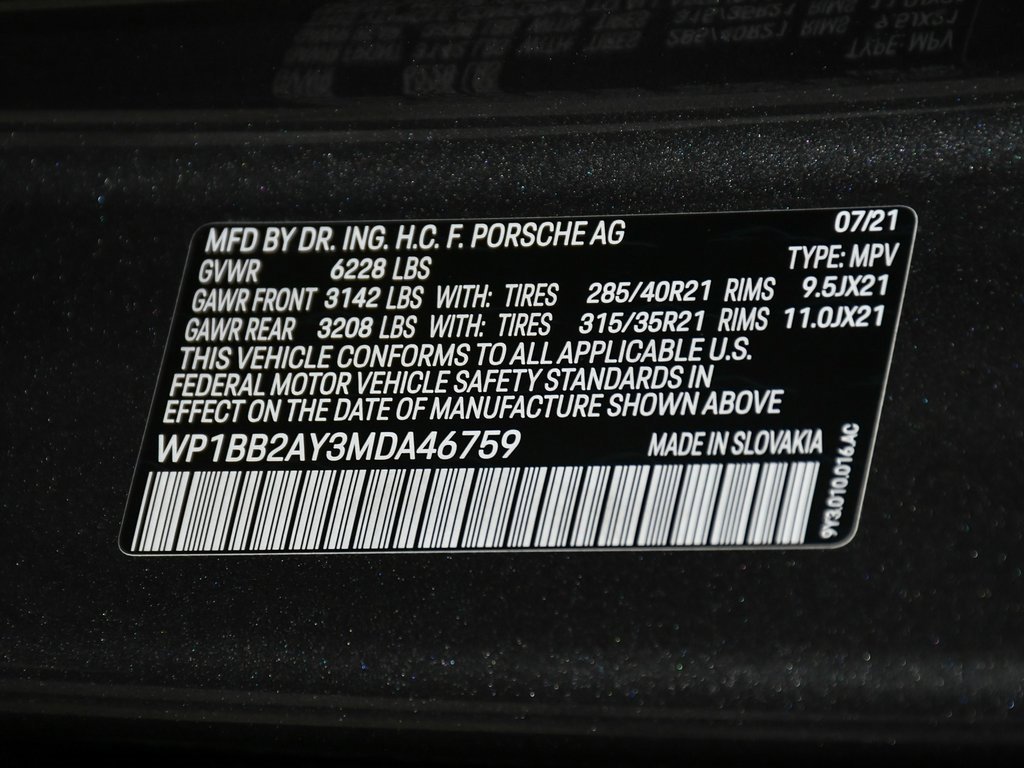 MFD BY DR. ING. H.C. F. PORSCHE AG 07/21
GVWR 6228 LBS TYPE: MPV
GAWR FRONT 3142 LBS WITH: TIRES 285/40R21 RIMS 9.5JX21
GAWR REAR 3208 LBS WITH: TIRES 315/35R21 RIMS 11.0JX21
THIS VEHICLE CONFORMS TO ALL APPLICABLE U.S.
FEDERAL MOTOR VEHICLE SAFETY STANDARDS IN
EFFECT ON THE DATE OF MANUFACTURE SHOWN ABOVE
WP1BB2AY3MDA46759 MADE IN SLOVAKIA
9Y3.010.016.AC